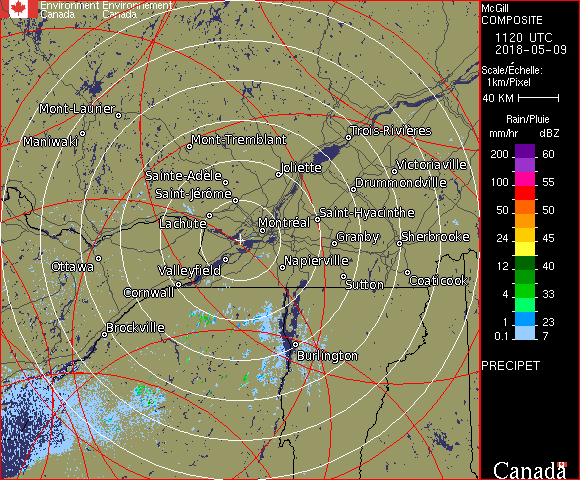 Environment Environnement
Canada Canada
McGill
COMPOSITE
1120 UTC
2018-05-09
Scale/Échelle:
1km/Pixel
40 KM
Rain/Pluie
mm/hr dBZ
200 60
100 55
50 50
24 45
12 40
4 33
1 23
0.1 7
PRECIPET
Canada
Mont-Laurier
Maniwaki
Mont-Tremblant
Trois-Rivières
Joliette
Victoriaville
Sainte-Adèle
Drummondville
Saint-Jérôme
Saint-Hyacinthe
Lachute
Montréal
Granby
Sherbrooke
Ottawa
Napierville
Valleyfield
Coaticook
Sutton
Cornwall
Brockville
Burlington